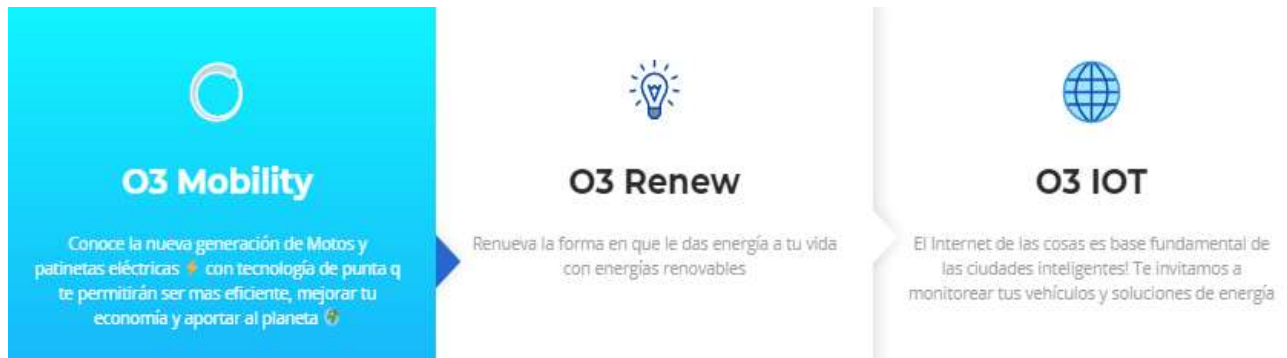 O3 Mobility
Conoce la nueva generación de Motos y
patinetas eléctricas ⚡ con tecnología de punta q
te permitirán ser mas eficiente, mejorar tu
economía y aportar al planeta 🌍
O3 Renew
Renueva la forma en que le das energía a tu vida
con energías renovables
O3 IOT
El Internet de las cosas es base fundamental de
las ciudades inteligentes! Te invitamos a
monitorear tus vehículos y soluciones de energía